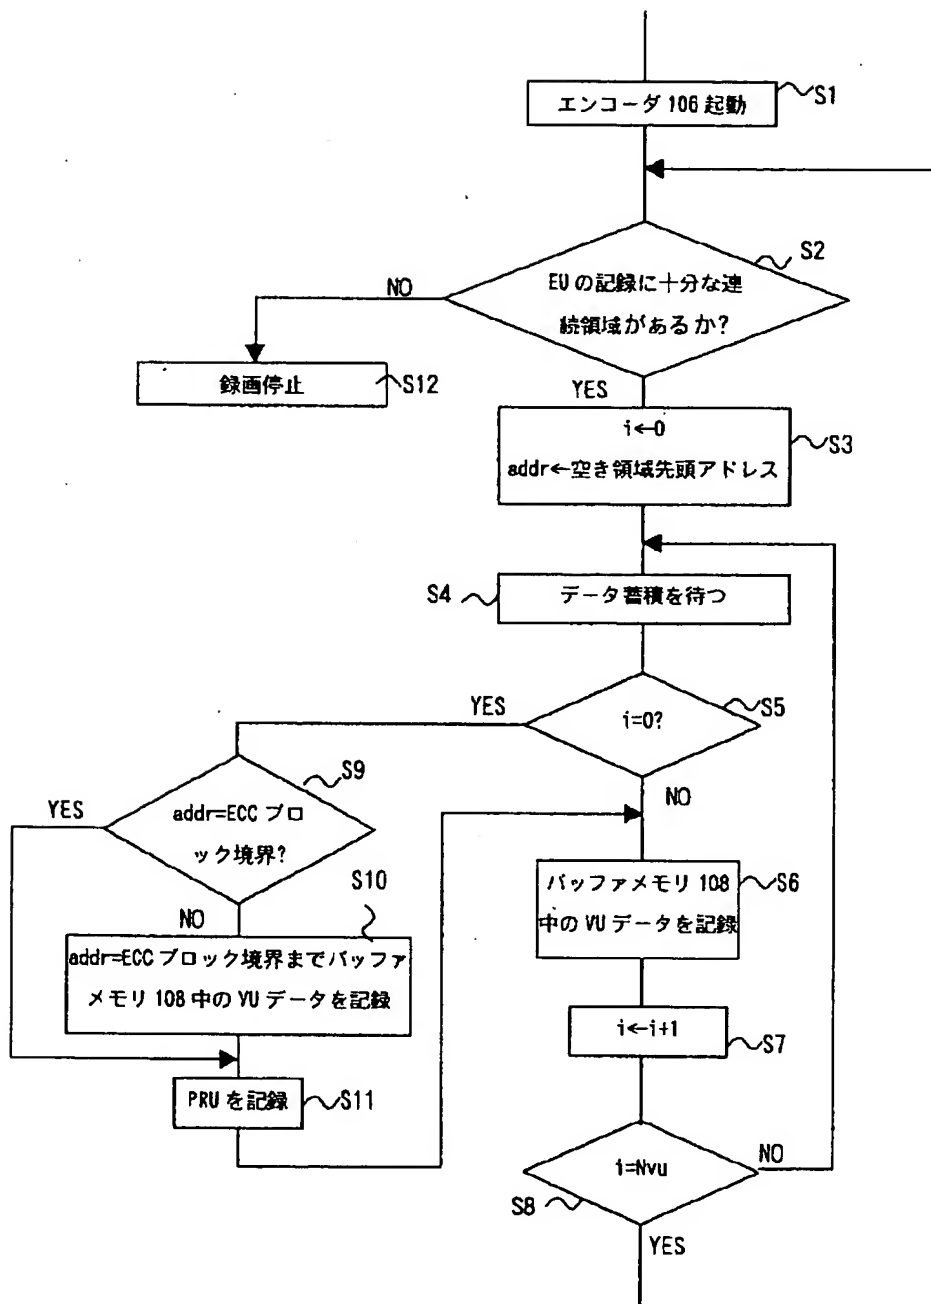 エンコーダ 106 起動
S1
S2
EU の記録に十分な連
続領域があるか?
NO
録画停止
S12
YES
i←0
addr←空き領域先頭アドレス
S3
S4
データ蓄積を待つ
YES
i=0?
S5
NO
S9
YES
addr=ECC ブロ
ック境界?
S10
NO
addr=ECC ブロック境界までバッファ
メモリ 108 中の VU データを記録
バッファメモリ 108
中の VU データを記録
S6
i←i+1
S7
PRU を記録
S11
i=Nvu
NO
S8
YES